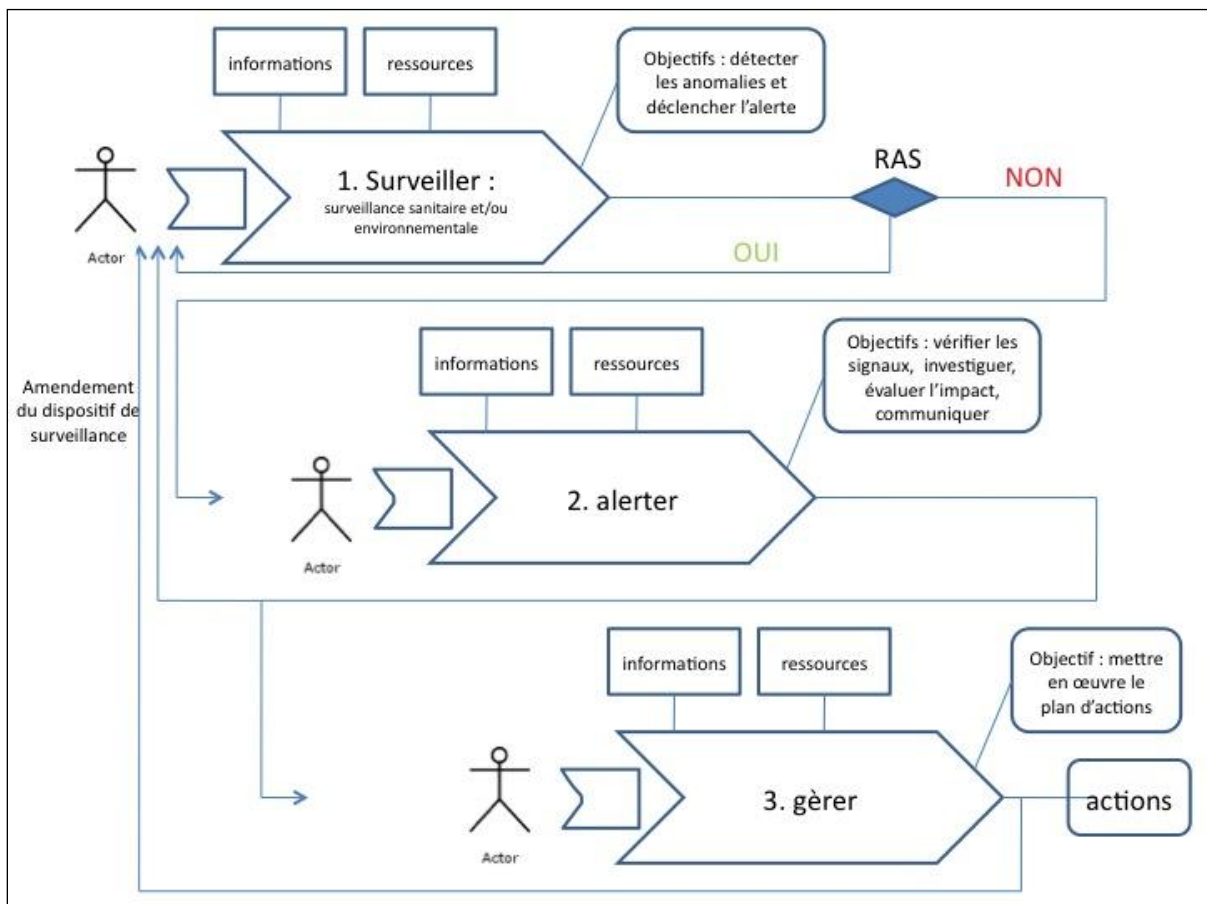 informations
ressources
Objectifs : détecter
les anomalies et
déclencher l'alerte
RAS
NON
1. Surveiller :
surveillance sanitaire et/ou
environnementale
Actor
OUI
informations
ressources
Objectifs : vérifier les
signaux, investiguer,
évaluer l'impact,
communiquer
Amendement
du dispositif de
surveillance
2. alerter
Actor
informations
ressources
Objectif : mettre
en œuvre le
plan d'actions
3. gèrer
actions
Actor